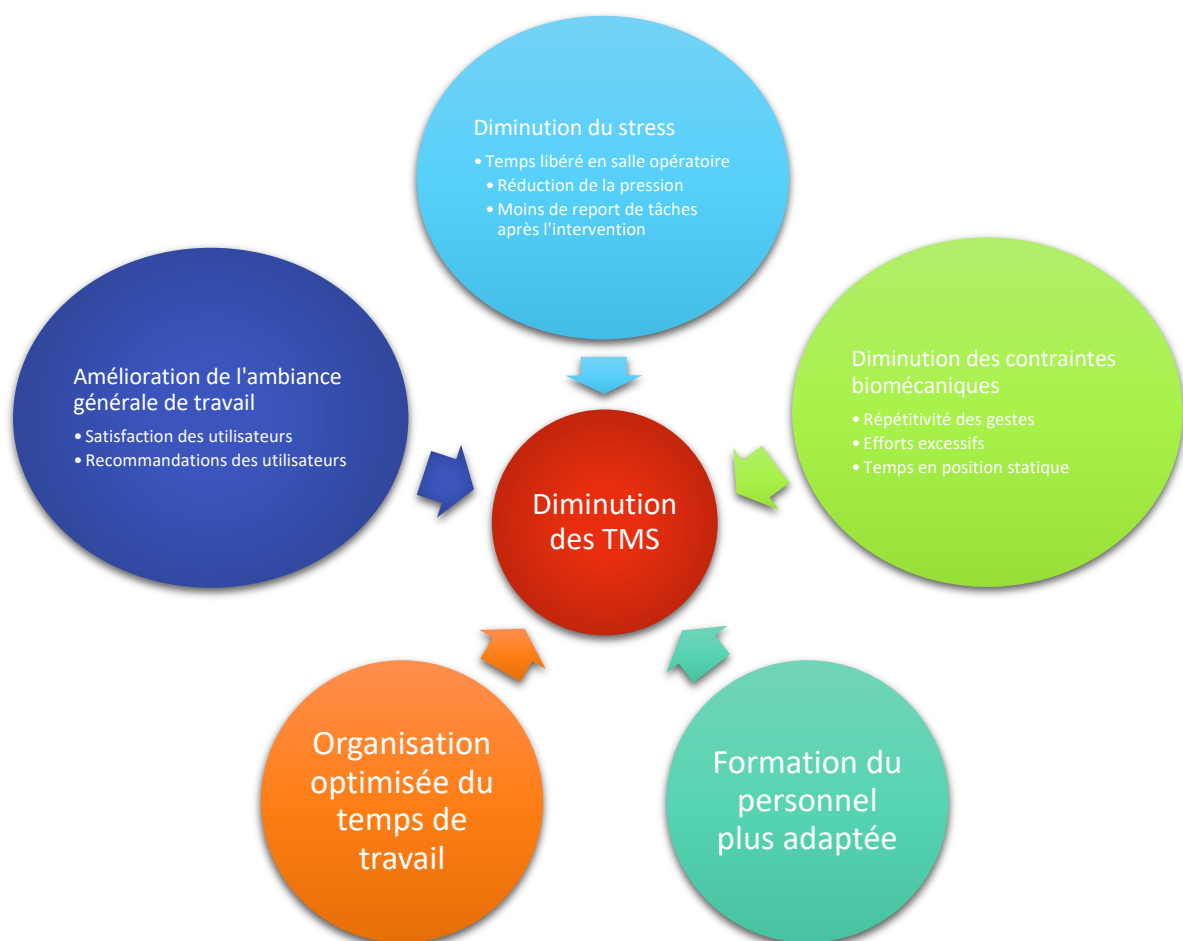 Diminution du stress
• Temps libéré en salle opératoire
• Réduction de la pression
• Moins de report de tâches
après l'intervention
Amélioration de l'ambiance
générale de travail
• Satisfaction des utilisateurs
• Recommandations des utilisateurs
Diminution des contraintes
biomécaniques
• Répétitivité des gestes
• Efforts excessifs
• Temps en position statique
Diminution
des TMS
Organisation
optimisée du
temps de
travail
Formation du
personnel
plus adaptée